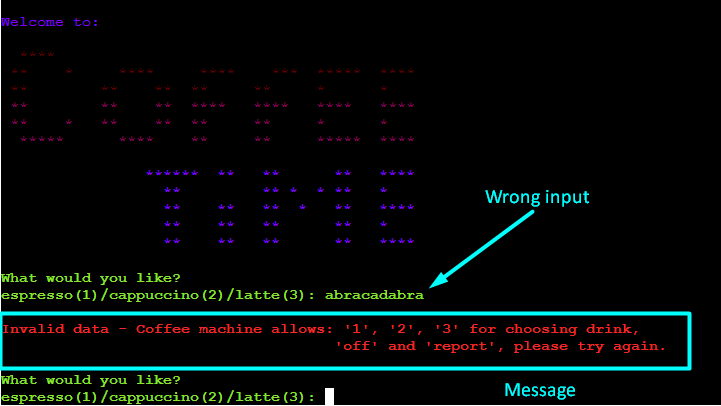 Welcome to:
COFFEE
TIME
Wrong input
What would you like?
espresso(1)/cappuccino(2)/latte(3): abracadabra
Invalid data - Coffee machine allows: '1', '2', '3' for choosing drink,
'off' and 'report', please try again.
What would you like?
espresso(1)/cappuccino(2)/latte(3):
Message